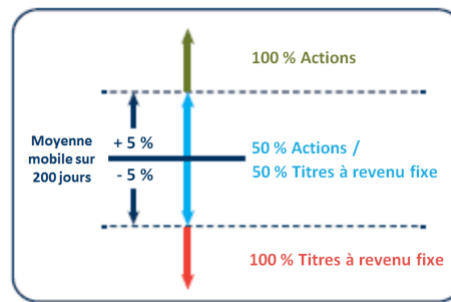 100 % Actions
Moyenne
mobile sur
200 jours
+ 5 %
- 5 %
50 % Actions /
50 % Titres à revenu fixe
100 % Titres à revenu fixe